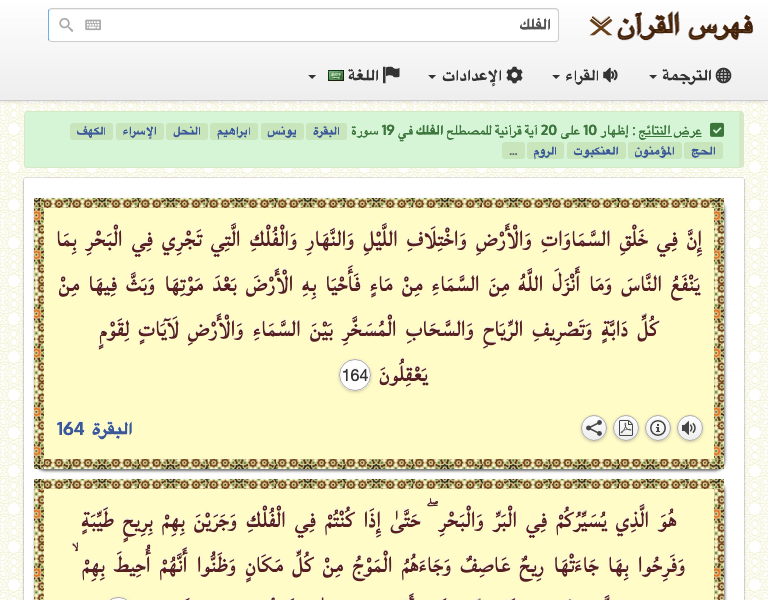 فهرس القرآن
الفلك
الترجمة القراء الإعدادات اللغة
عرض النتائج : إظهار 10 على 20 آية قرآنية للمصطلح الفلك في 19 سورة البقرة يونس ابراهيم النحل الإسراء الكهف
الحج المؤمنون العنكبوت الروم ...
إِنَّ فِي خَلْقِ السَّمَاوَاتِ وَالْأَرْضِ وَاخْتِلَافِ اللَّيْلِ وَالنَّهَارِ وَالْفُلْكِ الَّتِي تَجْرِي فِي الْبَحْرِ بِمَا
يَنْفَعُ النَّاسَ وَمَا أَنْزَلَ اللَّهُ مِنَ السَّمَاءِ مِنْ مَاءٍ فَأَحْيَا بِهِ الْأَرْضَ بَعْدَ مَوْتِهَا وَبَثَّ فِيهَا مِنْ
كُلِّ دَابَّةٍ وَتَصْرِيفِ الرِّيَاحِ وَالسَّحَابِ الْمُسَخَّرِ بَيْنَ السَّمَاءِ وَالْأَرْضِ لَآيَاتٍ لِقَوْمٍ
يَعْقِلُونَ 164
البقرة 164
هُوَ الَّذِي يُسَيِّرُكُمْ فِي الْبَرِّ وَالْبَحْرِ ۖ حَتَّىٰ إِذَا كُنْتُمْ فِي الْفُلْكِ وَجَرَيْنَ بِهِمْ بِرِيحٍ طَيِّبَةٍ
وَفَرِحُوا بِهَا جَاءَتْهَا رِيحٌ عَاصِفٌ وَجَاءَهُمُ الْمَوْجُ مِنْ كُلِّ مَكَانٍ وَظَنُّوا أَنَّهُمْ أُحِيطَ بِهِمْ ۙ